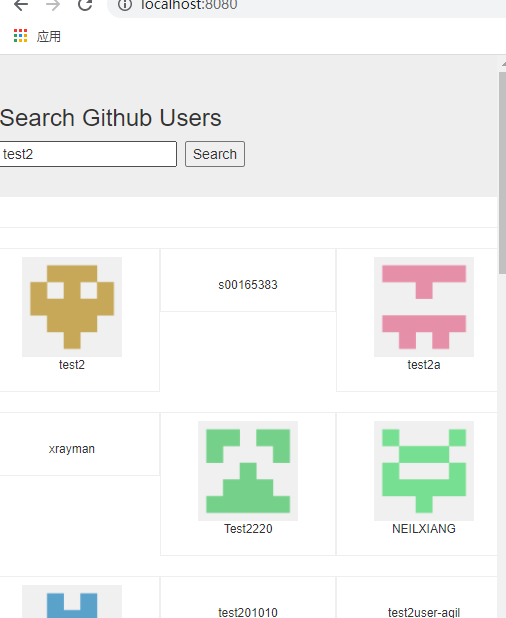 localhost:8080
应用
Search Github Users
test2
Search
test2
s00165383
test2a
xrayman
Test2220
NEILXIANG
test201010
test2user-agil